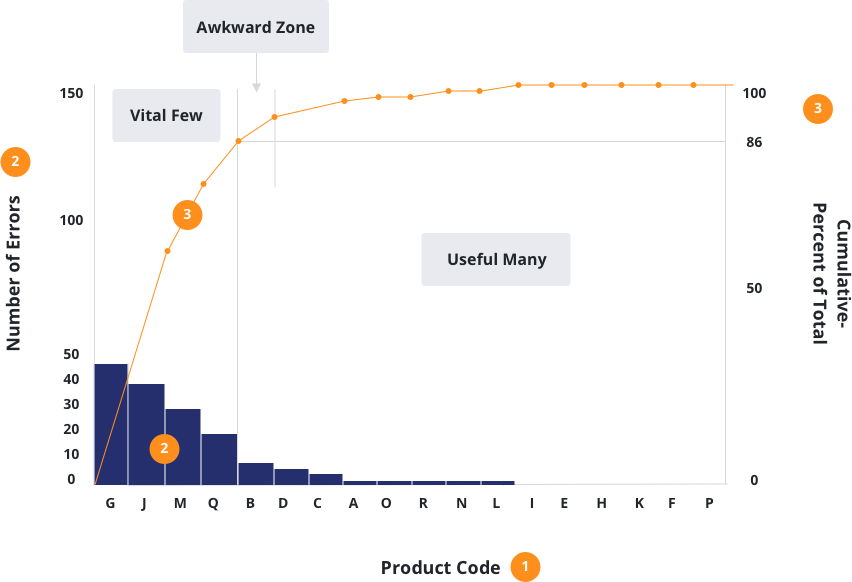 Awkward Zone
150
100
Vital Few
3
86
2
3
100
Number of Errors
Cumulative-
Percent of Total
Useful Many
50
50
40
30
20
2
10
0
0
G J M Q B D C A O R N L I E H K F P
Product Code 1